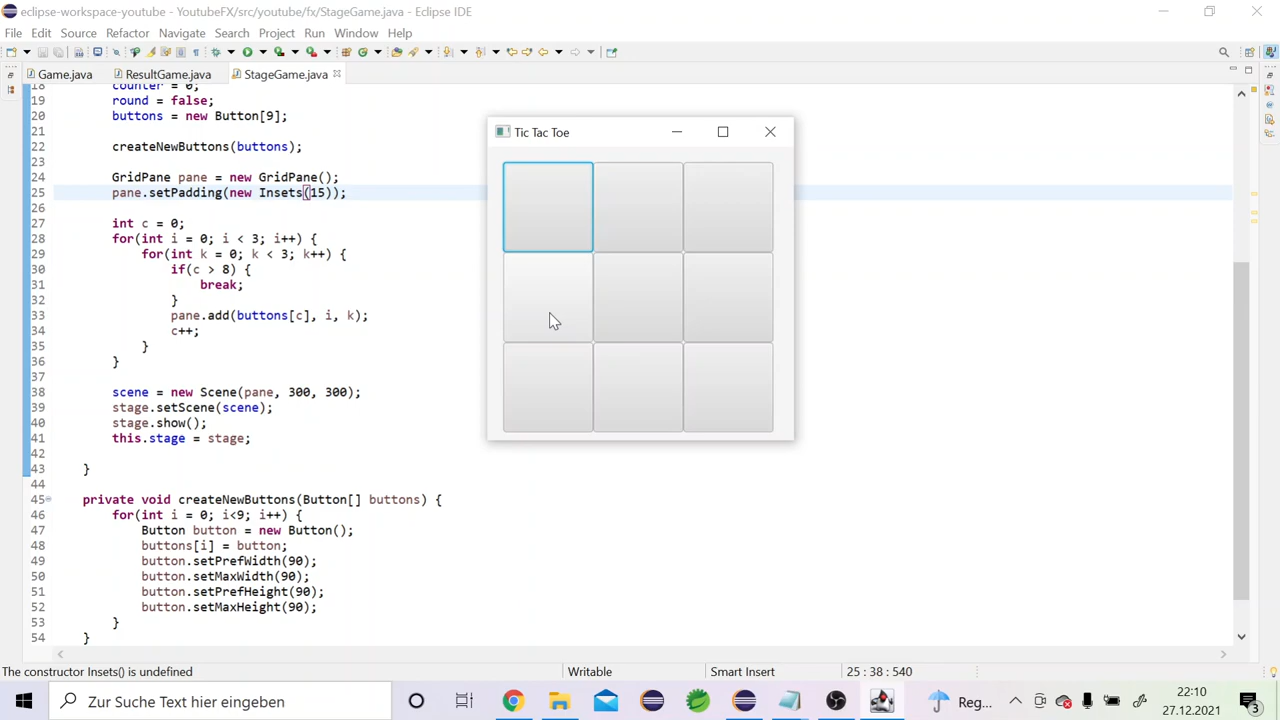 eclipse-workspace-youtube - YoutubeFX/src/youtube/fx/StageGame.java - Eclipse IDE
File Edit Source Refactor Navigate Search Project Run Window Help
Game.java ResultGame.java StageGame.java
18 counter = 0;
19 round = false;
20 buttons = new Button[9];
21
22 createNewButtons(buttons);
23
24 GridPane pane = new GridPane();
25 pane.setPadding(new Insets(15));
26
27 int c = 0;
28 for(int i = 0; i < 3; i++) {
29 for(int k = 0; k < 3; k++) {
30 if(c > 8) {
31 break;
32 }
33 pane.add(buttons[c], i, k);
34 c++;
35 }
36 }
37
38 scene = new Scene(pane, 300, 300);
39 stage.setScene(scene);
40 stage.show();
41 this.stage = stage;
42
43 }
44
45 private void createNewButtons(Button[] buttons) {
46 for(int i = 0; i<9; i++) {
47 Button button = new Button();
48 buttons[i] = button;
49 button.setPrefWidth(90);
50 button.setMaxWidth(90);
51 button.setPrefHeight(90);
52 button.setMaxHeight(90);
53 }
54 }
Tic Tac Toe
The constructor Insets() is undefined Writable Smart Insert 25 : 38 : 540
Zur Suche Text hier eingeben Reg... 22:10
27.12.2021 3